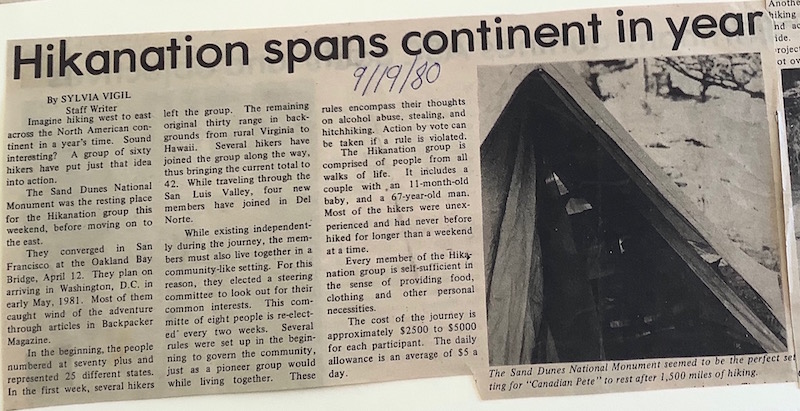 Hikanation spans continent in year
9/19/80
By SYLVIA VIGIL
Staff Writer
Imagine hiking west to east
across the North American con-
tinent in a year's time. Sound
interesting? A group of sixty
hikers have put just that idea
into action.
The Sand Dunes National
Monument was the resting place
for the Hikanation group this
weekend, before moving on to
the east.
They converged in San
Francisco at the Oakland Bay
Bridge, April 12. They plan on
arriving in Washington, D.C. in
early May, 1981. Most of them
caught wind of the adventure
through articles in Backpacker
Magazine.
In the beginning, the people
numbered at seventy plus and
represented 25 different states.
In the first week, several hikers
left the group. The remaining
original thirty range in back-
grounds from rural Virginia to
Hawaii. Several hikers have
joined the group along the way,
thus bringing the current total to
42. While traveling through the
San Luis Valley, four new
members have joined in Del
Norte.
While existing independent-
ly during the journey, the mem-
bers must also live together in a
community-like setting. For this
reason, they elected a steering
committee to look out for their
common interests. This com-
mitte of eight people is re-elect-
ed every two weeks. Several
rules were set up in the begin-
ning to govern the community,
just as a pioneer group would
while living together. These
rules encompass their thoughts
on alcohol abuse, stealing, and
hitchhiking. Action by vote can
be taken if a rule is violated.
The Hikanation group is
comprised of people from all
walks of life. It includes a
couple with an 11-month-old
baby, and a 67-year-old man.
Most of the hikers were unex-
perienced and had never before
hiked for longer than a weekend
at a time.
Every member of the Hika-
nation group is self-sufficient in
the sense of providing food,
clothing and other personal
necessities.
The cost of the journey is
approximately $2500 to $5000
for each participant. The daily
allowance is an average of $5 a
day.
The Sand Dunes National Monument seemed to be the perfect set
ting for "Canadian Pete" to rest after 1,500 miles of hiking.
Anothe
hiking